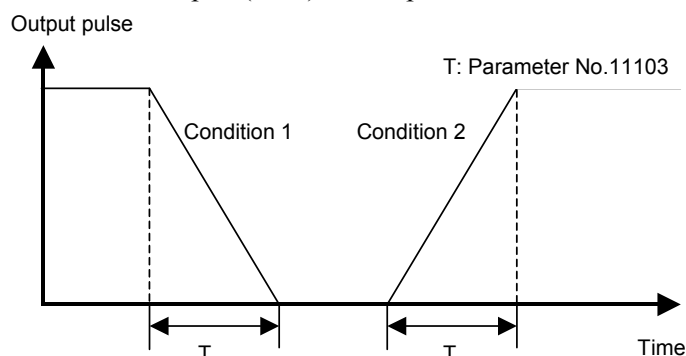 Output pulse
T: Parameter No.11103
Condition 1
Condition 2
T
T
Time